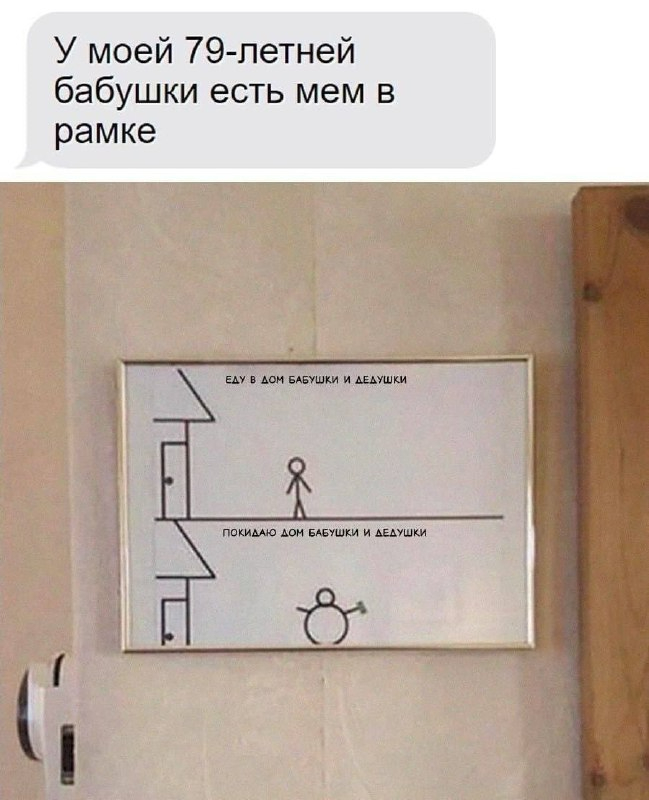 У моей 79-летней
бабушки есть мем в
рамке
ЕДУ В ДОМ БАБУШКИ И ДЕДУШКИ
ПОКИДАЮ ДОМ БАБУШКИ И ДЕДУШКИ